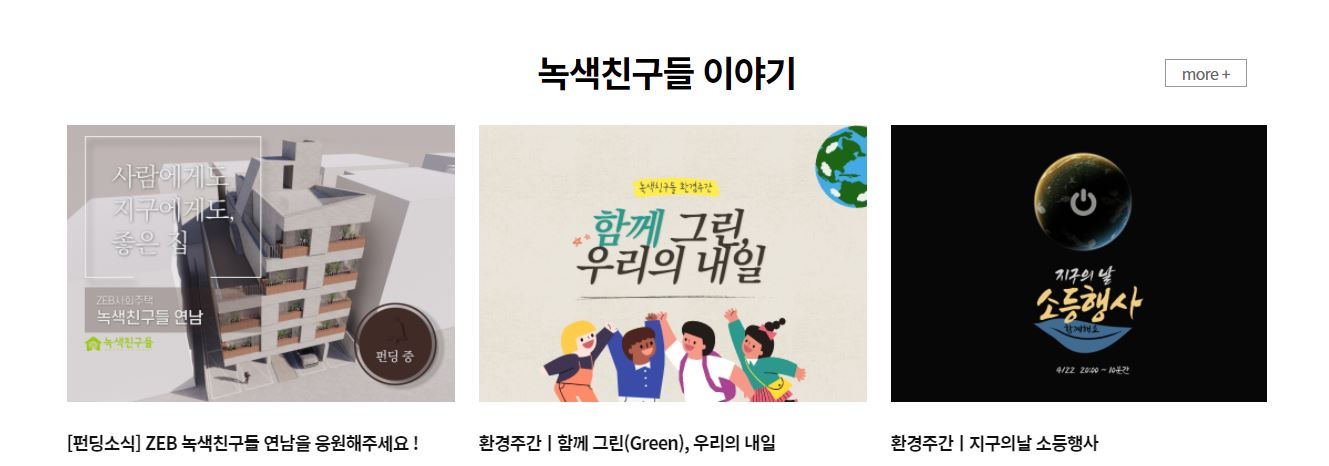 녹색친구들 이야기
more +
사람에게도
지구에게도,
좋은 집
ZEB사회주택
녹색친구들 연남
녹색친구들
펀딩 중
녹색친구들 환경주간
함께 그린,
우리의 내일
지구의 날
소등행사
함께해요
4/22 20:00 ~ 10분간
[펀딩소식] ZEB 녹색친구들 연남을 응원해주세요 !
환경주간ㅣ함께 그린(Green), 우리의 내일
환경주간ㅣ지구의날 소등행사